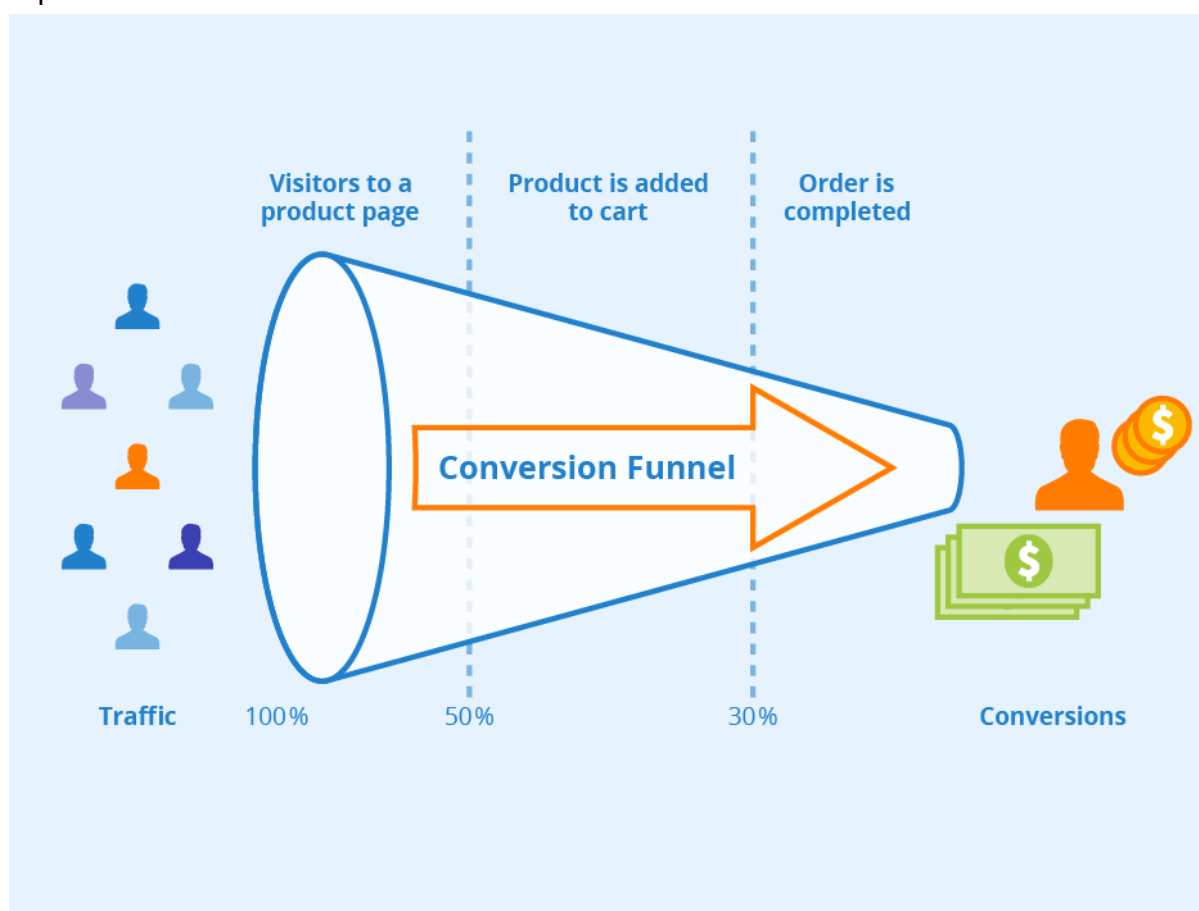 Visitors to a
product page
Product is added
to cart
Order is
completed
Conversion Funnel
$
$
Traffic
100%
50%
30%
Conversions